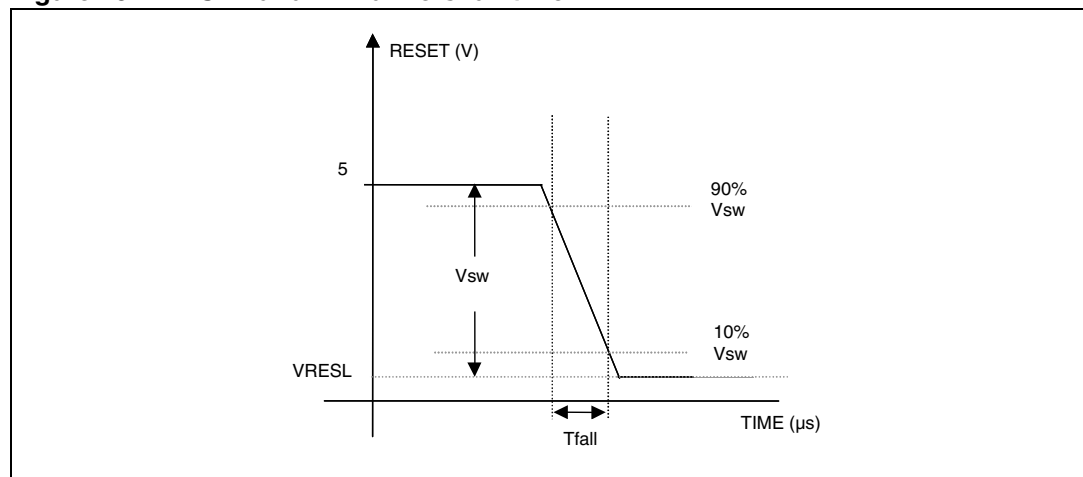 RESET (V)
5
90%
Vsw
Vsw
10%
Vsw
VRESL
TIME (µs)
Tfall